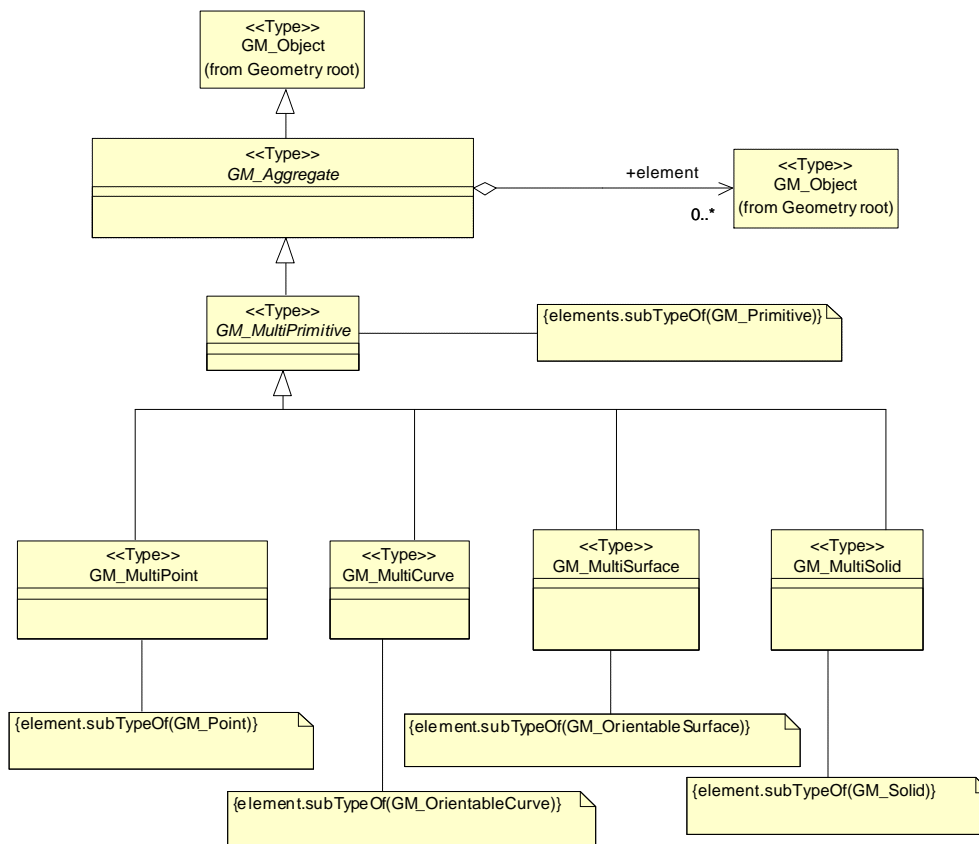 <<Type>>
GM_Object
(from Geometry root)
<<Type>>
GM_Aggregate
+element
0..*
<<Type>>
GM_Object
(from Geometry root)
<<Type>>
GM_MultiPrimitive
{elements.subTypeOf(GM_Primitive)}
<<Type>>
GM_MultiPoint
<<Type>>
GM_MultiCurve
<<Type>>
GM_MultiSurface
<<Type>>
GM_MultiSolid
{element.subTypeOf(GM_Point)}
{element.subTypeOf(GM_OrientableSurface)}
{element.subTypeOf(GM_OrientableCurve)}
{element.subTypeOf(GM_Solid)}